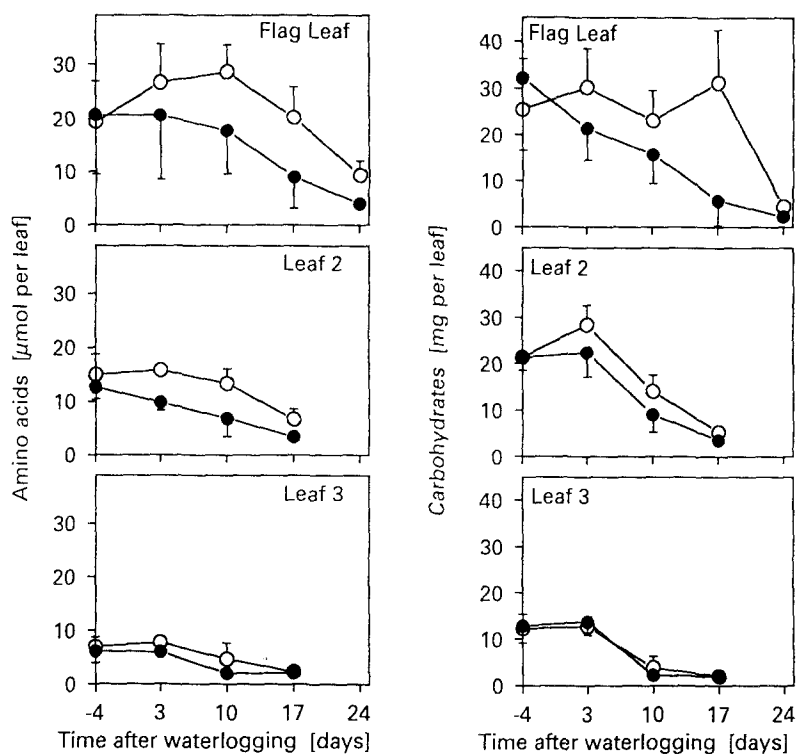 Amino acids [µmol per leaf]
Flag Leaf
30
20
10
0
Leaf 2
30
20
10
0
Leaf 3
30
20
10
0
-4 3 10 17 24
Time after waterlogging [days]
Carbohydrates [mg per leaf]
Flag Leaf
40
30
20
10
0
Leaf 2
40
30
20
10
0
Leaf 3
40
30
20
10
0
-4 3 10 17 24
Time after waterlogging [days]